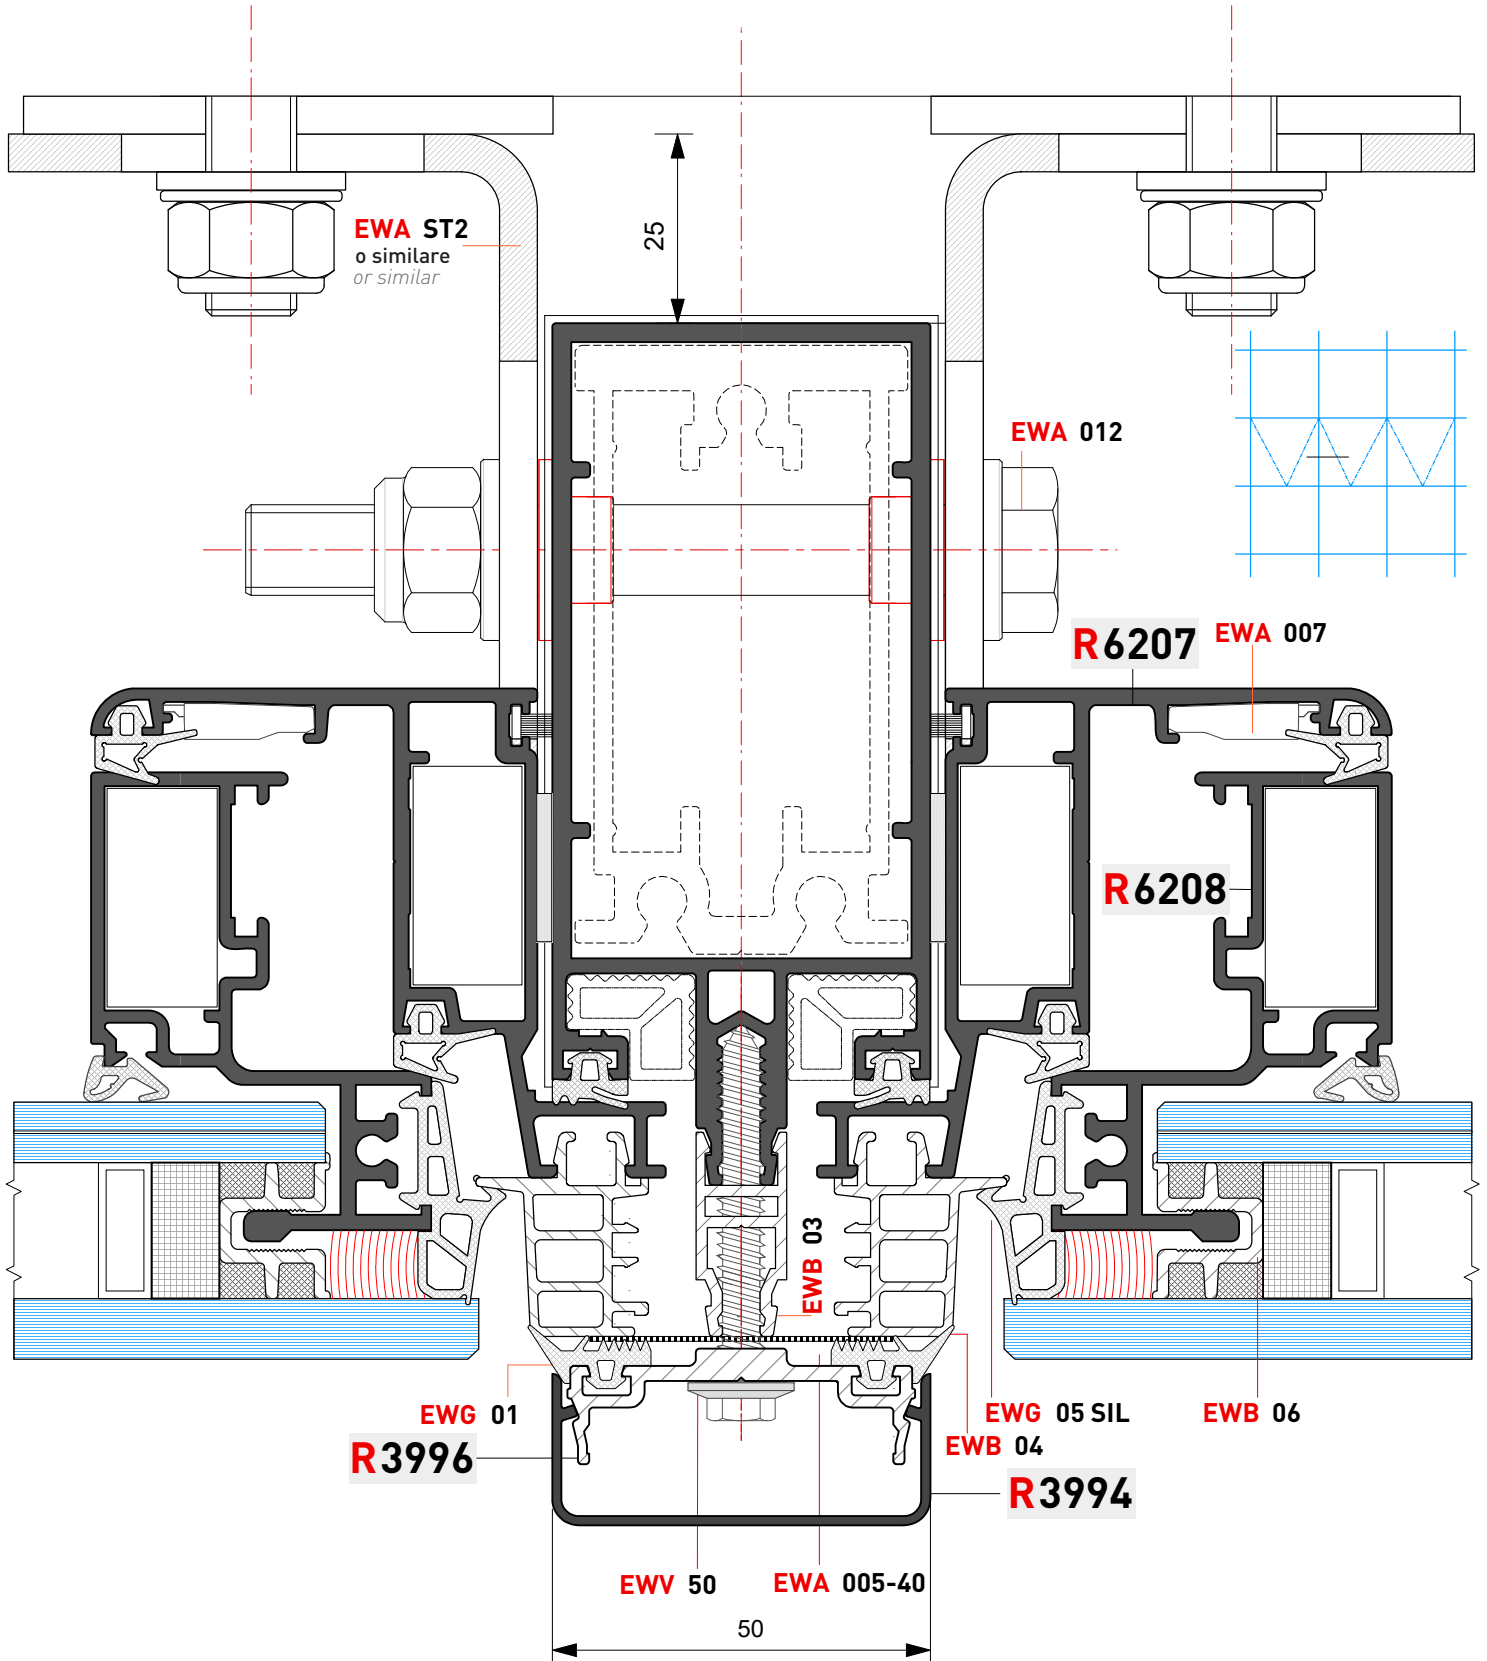 EWA ST2
o similare
or similar
25
EWA 012
R6207
EWA 007
R6208
EWB 03
EWG 01
EWG 05 SIL
EWB 06
EWB 04
R3996
R3994
EWV 50
EWA 005-40
50